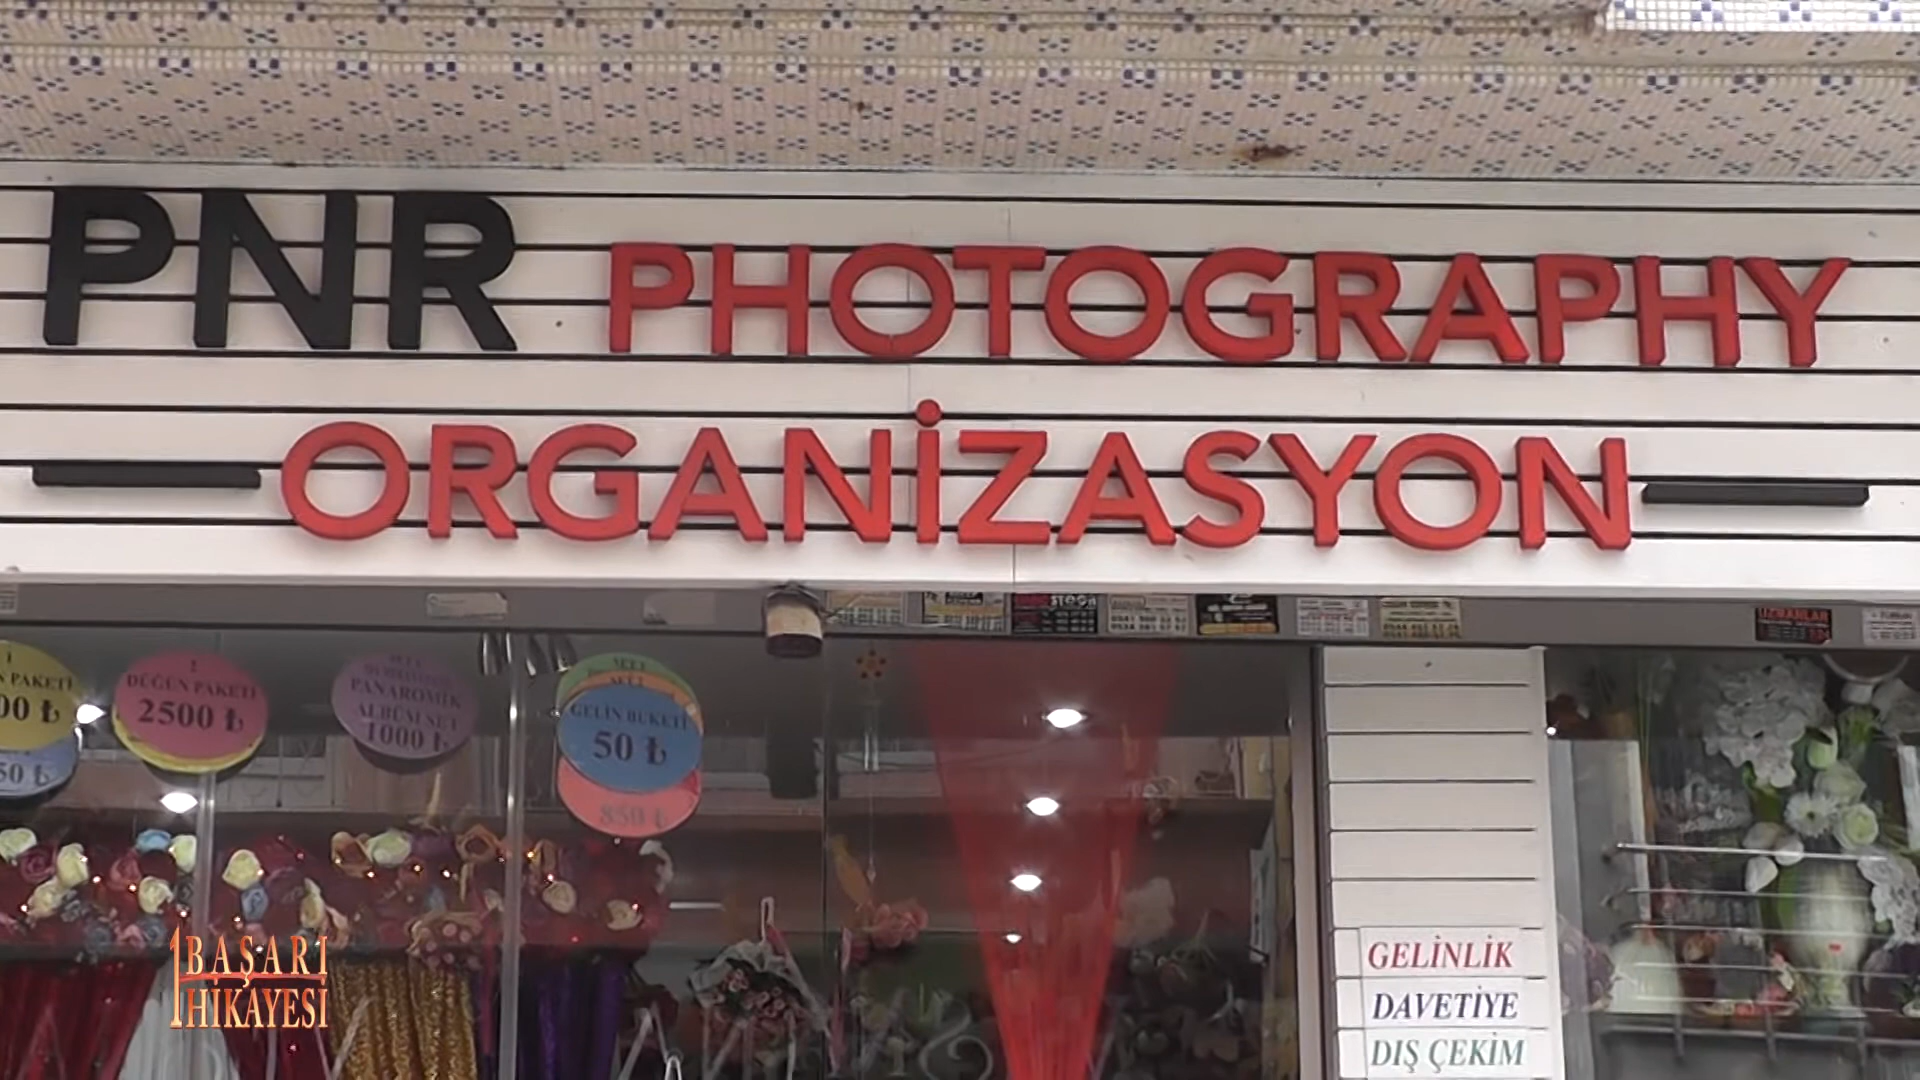 PNR PHOTOGRAPHY
ORGANİZASYON
DÜĞÜN PAKETİ
2500 ₺
PANAROMİK
ALBÜM SET
1000 ₺
GELİN BUKETİ
50 ₺
850 ₺
GELİNLİK
DAVETİYE
DIŞ ÇEKİM
1 BAŞARI
HİKAYESİ